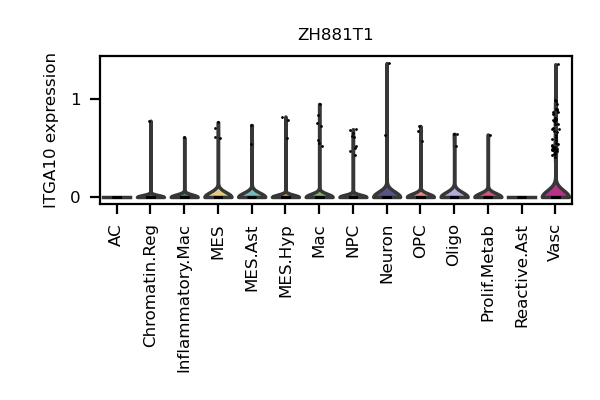 ZH881T1
ITGA10 expression
1
0
AC
Chromatin.Reg
Inflammatory.Mac
MES
MES.Ast
MES.Hyp
Mac
NPC
Neuron
OPC
Oligo
Prolif.Metab
Reactive.Ast
Vasc